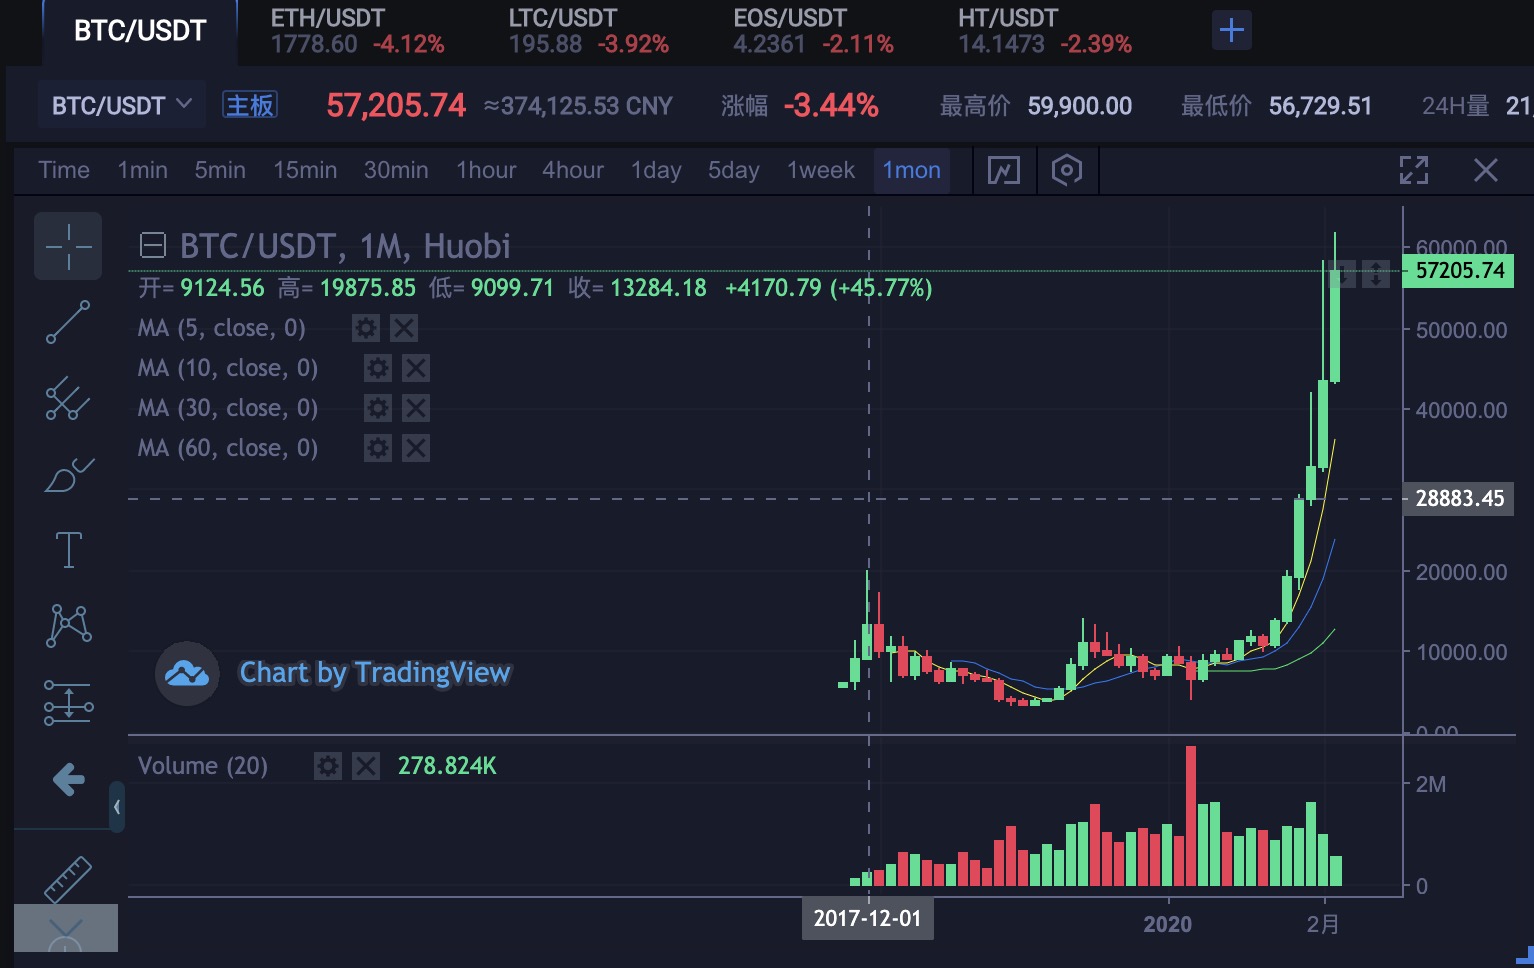 BTC/USDT ETH/USDT LTC/USDT EOS/USDT HT/USDT
1778.60 -4.12% 195.88 -3.92% 4.2361 -2.11% 14.1473 -2.39%
BTC/USDT 主板 57,205.74 ≈374,125.53 CNY 涨幅 -3.44% 最高价 59,900.00 最低价 56,729.51 24H量 21,
Time 1min 5min 15min 30min 1hour 4hour 1day 5day 1week 1mon
BTC/USDT, 1M, Huobi
60000.00
57205.74
开= 9124.56 高= 19875.85 低= 9099.71 收= 13284.18 +4170.79 (+45.77%)
MA (5, close, 0)
50000.00
MA (10, close, 0)
MA (30, close, 0)
40000.00
MA (60, close, 0)
28883.45
20000.00
10000.00
Chart by TradingView
0.00
Volume (20) 278.824K
2M
0
2017-12-01 2020 2月